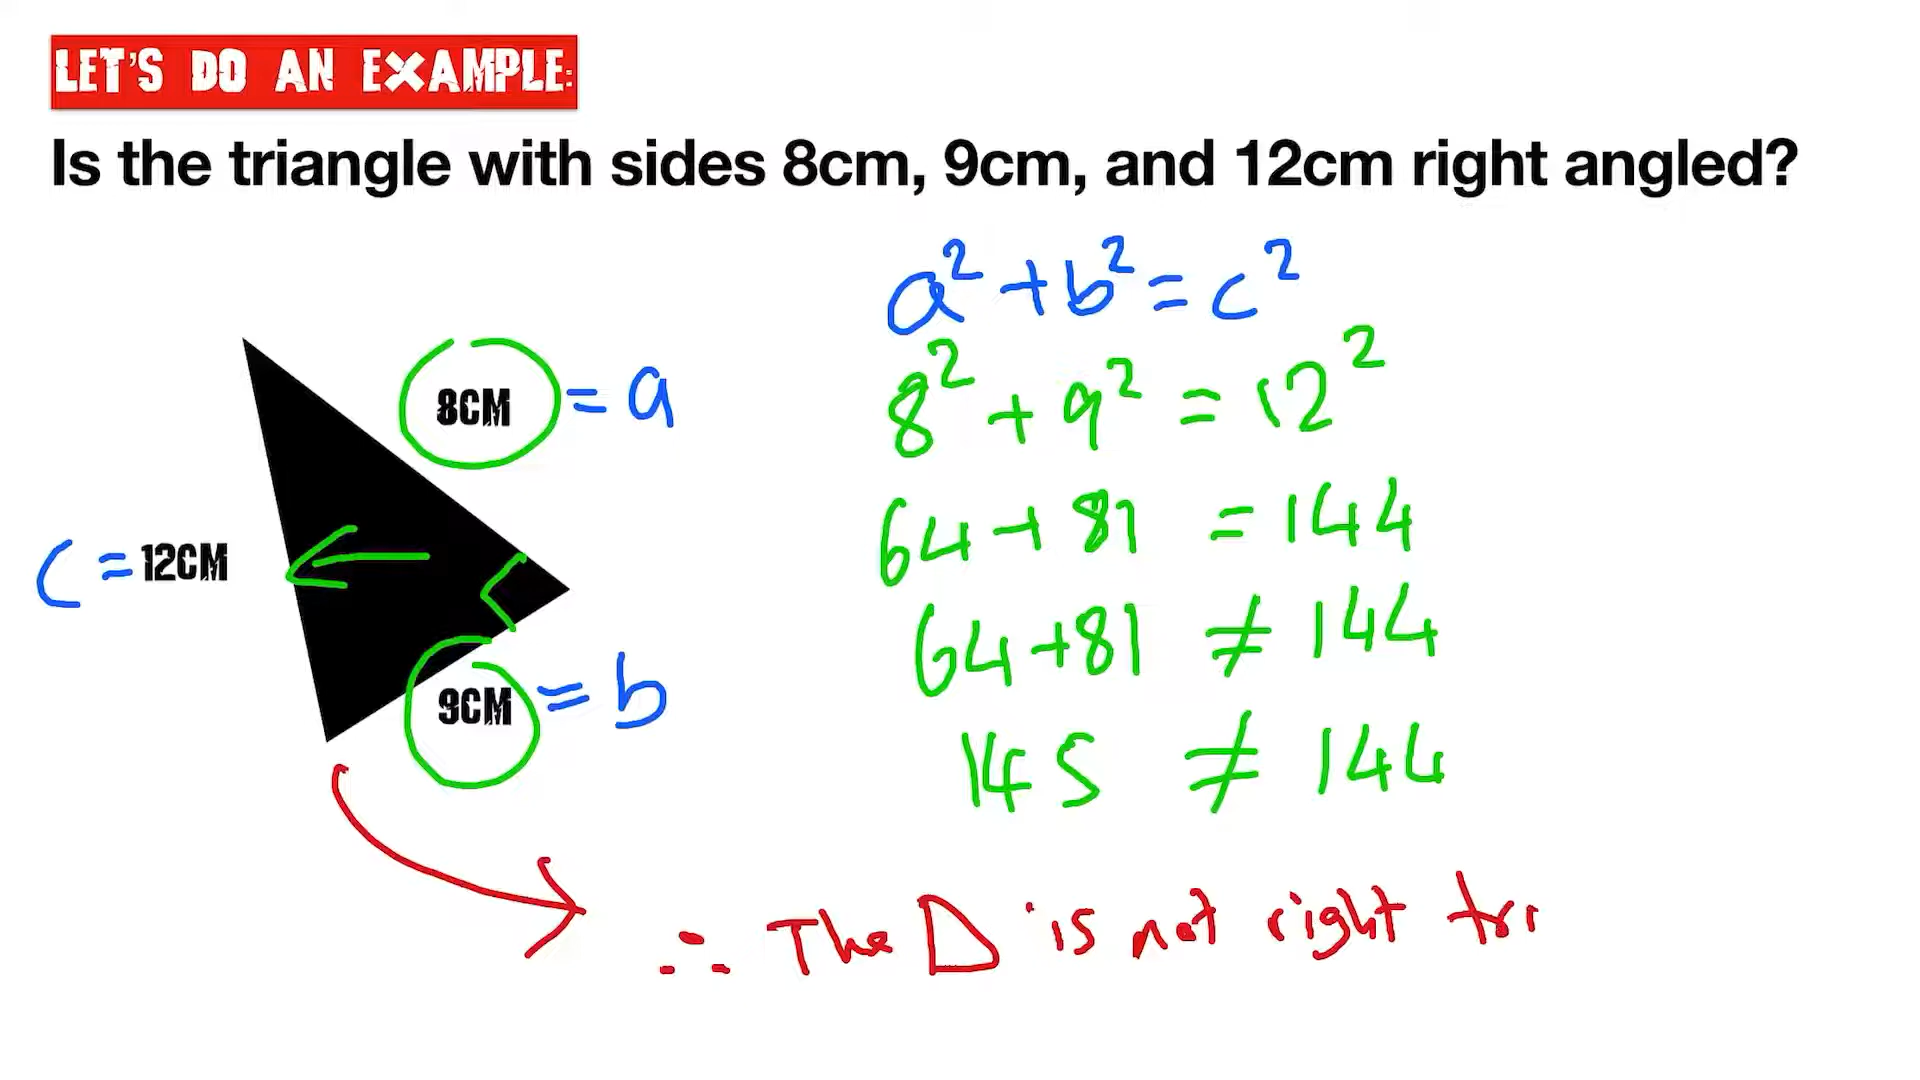 LET'S DO AN EXAMPLE:
Is the triangle with sides 8cm, 9cm, and 12cm right angled?
a² + b² = c²
8² + 9² = 12²
8CM = a
64 + 81 = 144
c = 12CM
64 + 81 ≠ 144
9CM = b
145 ≠ 144
∴ The △ is not right tri